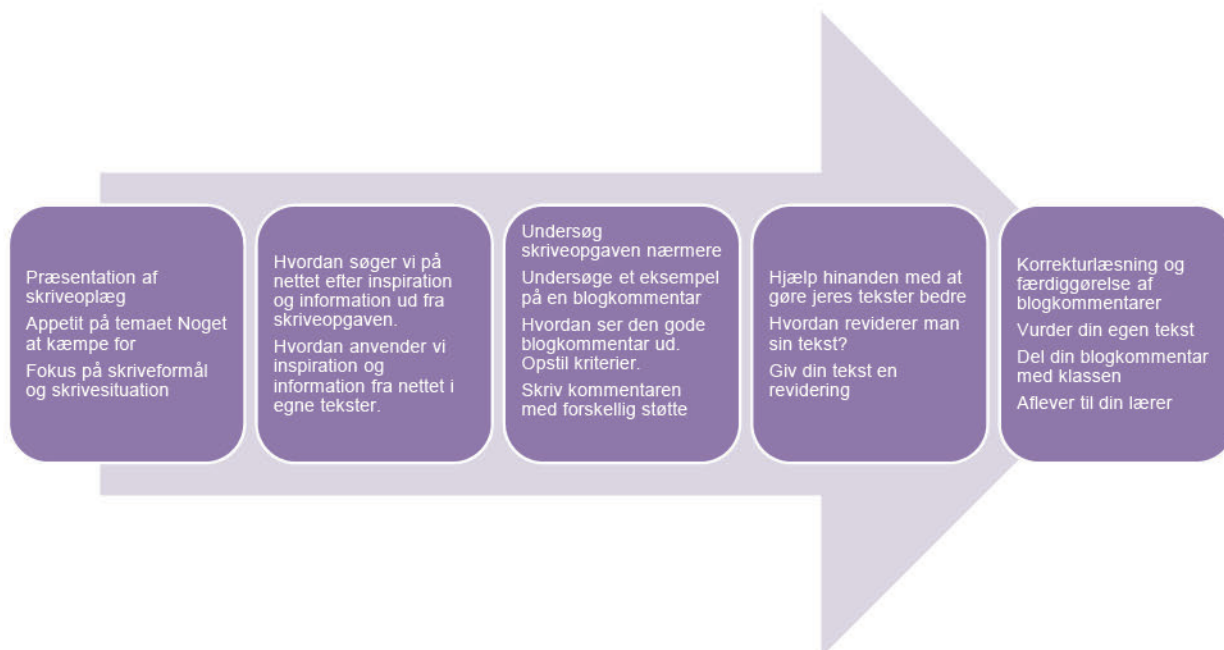 Præsentation af
skriveoplæg
Appetit på temaet Noget
at kæmpe for
Fokus på skriveformål
og skrivesituation
Hvordan søger vi på
nettet efter inspiration
og information ud fra
skriveopgaven.
Hvordan anvender vi
inspiration og
information fra nettet i
egne tekster.
Undersøg
skriveopgaven nærmere
Undersøge et eksempel
på en blogkommentar
Hvordan ser den gode
blogkommentar ud.
Opstil kriterier.
Skriv kommentaren
med forskellig støtte
Hjælp hinanden med at
gøre jeres tekster bedre
Hvordan reviderer man
sin tekst?
Giv din tekst en
revidering
Korrekturlæsning og
færdiggørelse af
blogkommentarer
Vurder din egen tekst
Del din blogkommentar
med klassen
Aflever til din lærer